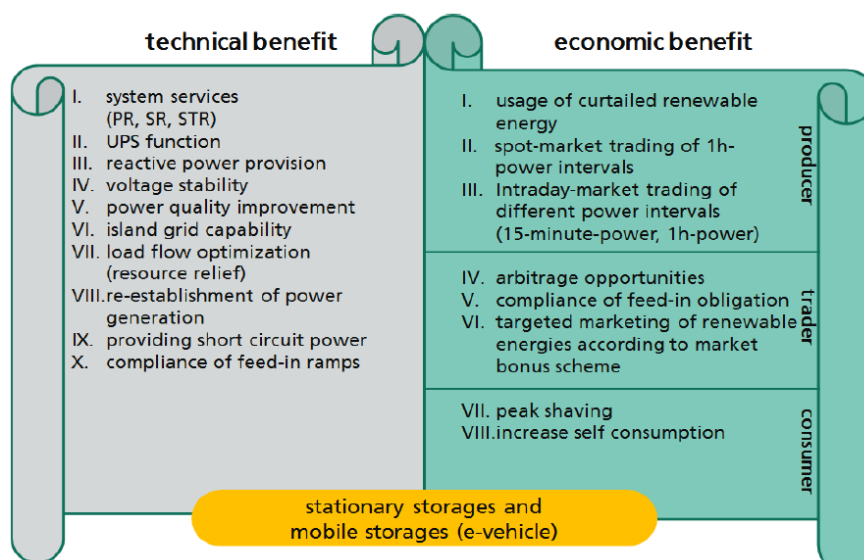 technical benefit
I. system services
(PR, SR, STR)
II. UPS function
III. reactive power provision
IV. voltage stability
V. power quality improvement
VI. island grid capability
VII. load flow optimization
(resource relief)
VIII.re-establishment of power
generation
IX. providing short circuit power
X. compliance of feed-in ramps
economic benefit
I. usage of curtailed renewable
energy
II. spot-market trading of 1h-
power intervals
III. Intraday-market trading of
different power intervals
(15-minute-power, 1h-power)
producer
IV. arbitrage opportunities
V. compliance of feed-in obligation
VI. targeted marketing of renewable
energies according to market
bonus scheme
trader
VII. peak shaving
VIII.increase self consumption
consumer
stationary storages and
mobile storages (e-vehicle)